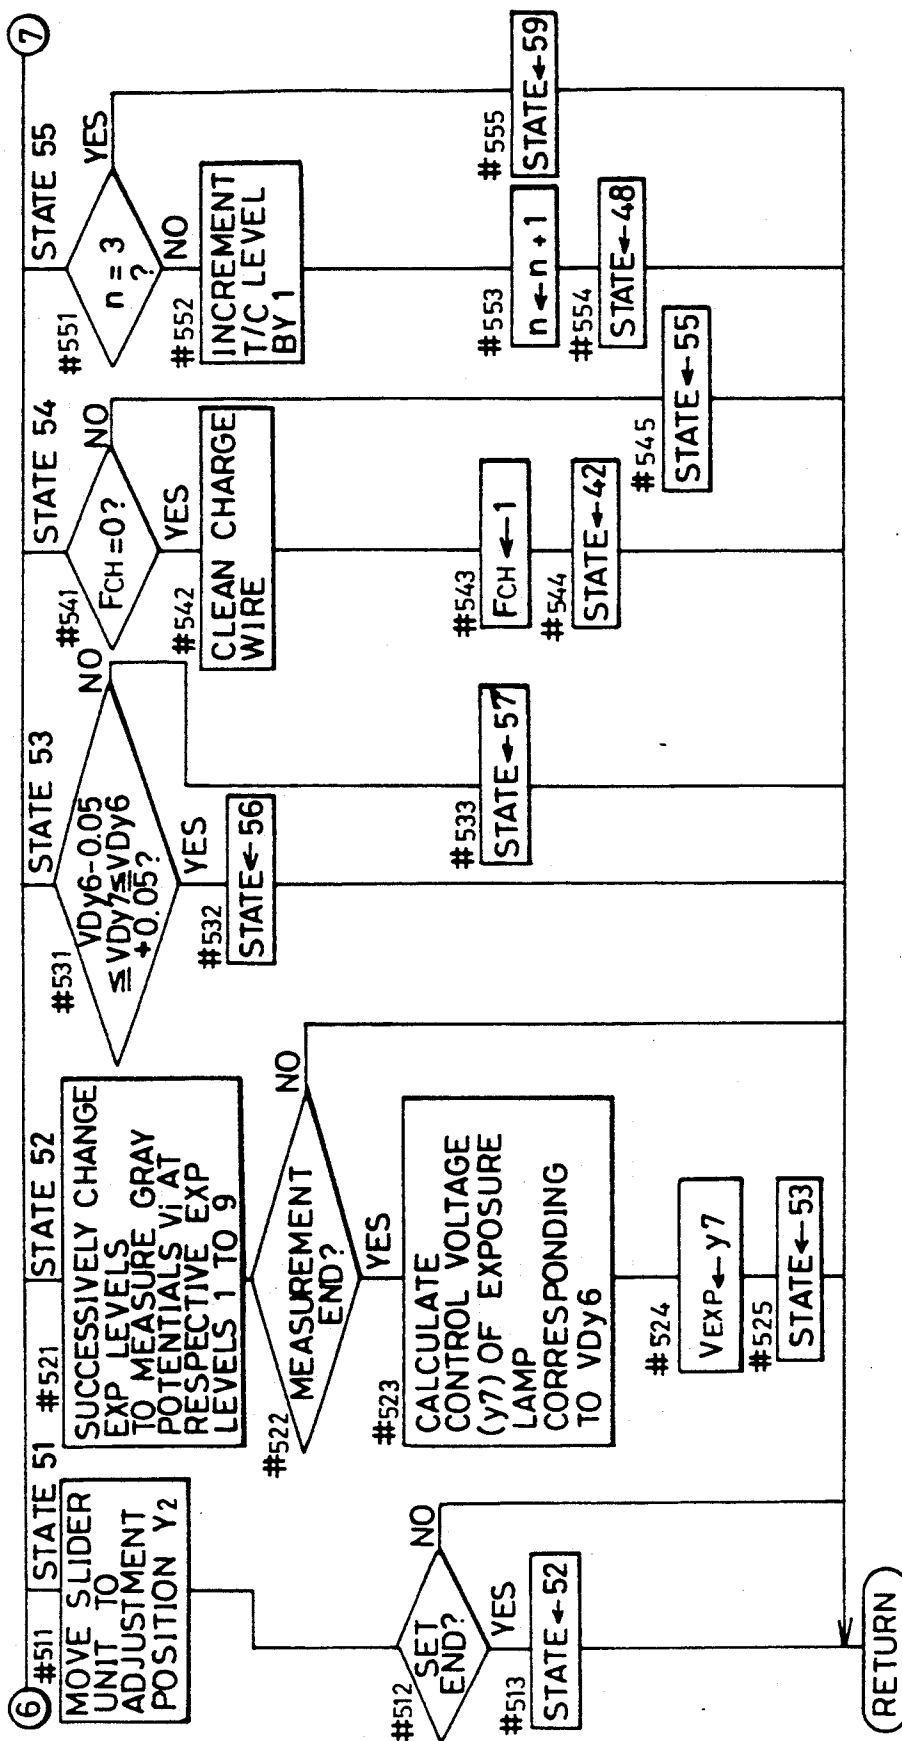 6
STATE 51
#511
MOVE SLIDER
UNIT TO
ADJUSTMENT
POSITION Y2
#512
SET
END?
NO
YES
#513
STATE←52
STATE 52
#521
SUCCESSIVELY CHANGE
EXP LEVELS
TO MEASURE GRAY
POTENTIALS Vi AT
RESPECTIVE EXP
LEVELS 1 TO 9
#522
MEASUREMENT
END?
NO
YES
#523
CALCULATE
CONTROL VOLTAGE
(y7) OF EXPOSURE
LAMP
CORRESPONDING
TO VDy6
#524
VEXP←y7
#525
STATE←53
STATE 53
#531
VDy6-0.05
≦VDy7≦VDy6
+0.05?
NO
YES
#532
STATE←56
#533
STATE←57
STATE 54
#541
FCH=0?
NO
YES
#542
CLEAN CHARGE
WIRE
#543
FCH←1
#544
STATE←42
#545
STATE←55
STATE 55
#551
n=3
?
YES
NO
#552
INCREMENT
T/C LEVEL
BY 1
#553
n←n+1
#554
STATE←48
#555
STATE←59
7
RETURN